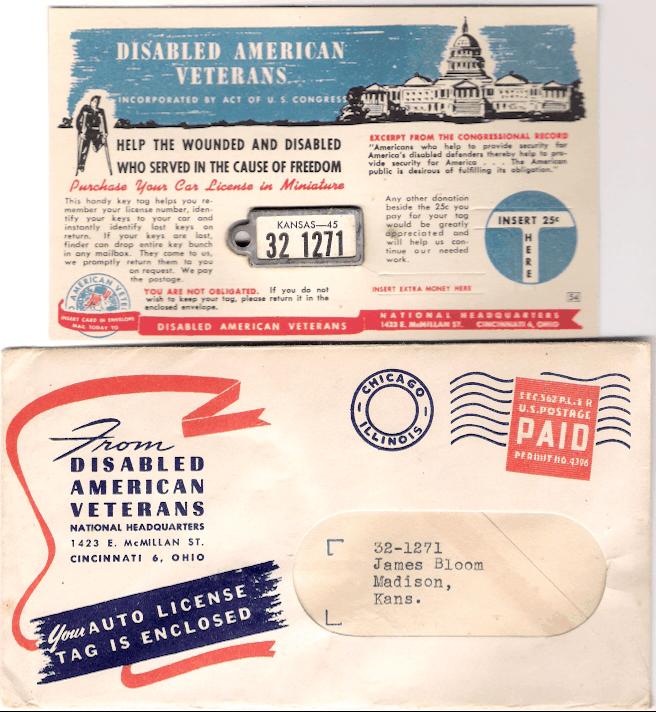 DISABLED AMERICAN
VETERANS
INCORPORATED BY ACT OF U.S. CONGRESS
HELP THE WOUNDED AND DISABLED
WHO SERVED IN THE CAUSE OF FREEDOM
Purchase Your Car License in Miniature
This handy key tag helps you re-
member your license number, iden-
tify your keys to your car and
instantly identify lost keys on
return. If your keys are lost,
finder can drop entire key bunch
in any mailbox. They come to us,
we promptly return them to you
on request. We pay
the postage.
KANSAS—45
32 1271
YOU ARE NOT OBLIGATED. If you do not
wish to keep your tag, please return it in the
enclosed envelope.
EXCERPT FROM THE CONGRESSIONAL RECORD
"Americans who help to provide security for
America's disabled defenders thereby help to pro-
vide security for America . . . The American
public is desirous of fulfilling its obligation."
Any other donation
beside the 25c you
pay for your tag
would be greatly
appreciated and
will help us con-
tinue our needed
work.
INSERT EXTRA MONEY HERE
INSERT 25¢
HERE
54
INSERT CARD IN ENVELOPE
MAIL TODAY TO
DISABLED AMERICAN VETERANS
NATIONAL HEADQUARTERS
1423 E. McMILLAN ST. CINCINNATI 6, OHIO
From
DISABLED
AMERICAN
VETERANS
NATIONAL HEADQUARTERS
1423 E. McMILLAN ST.
CINCINNATI 6, OHIO
Your AUTO LICENSE
TAG IS ENCLOSED
CHICAGO
ILLINOIS
SEC. 562 P. L. & R
U.S. POSTAGE
PAID
PERMIT NO. 4396
32-1271
James Bloom
Madison,
Kans.